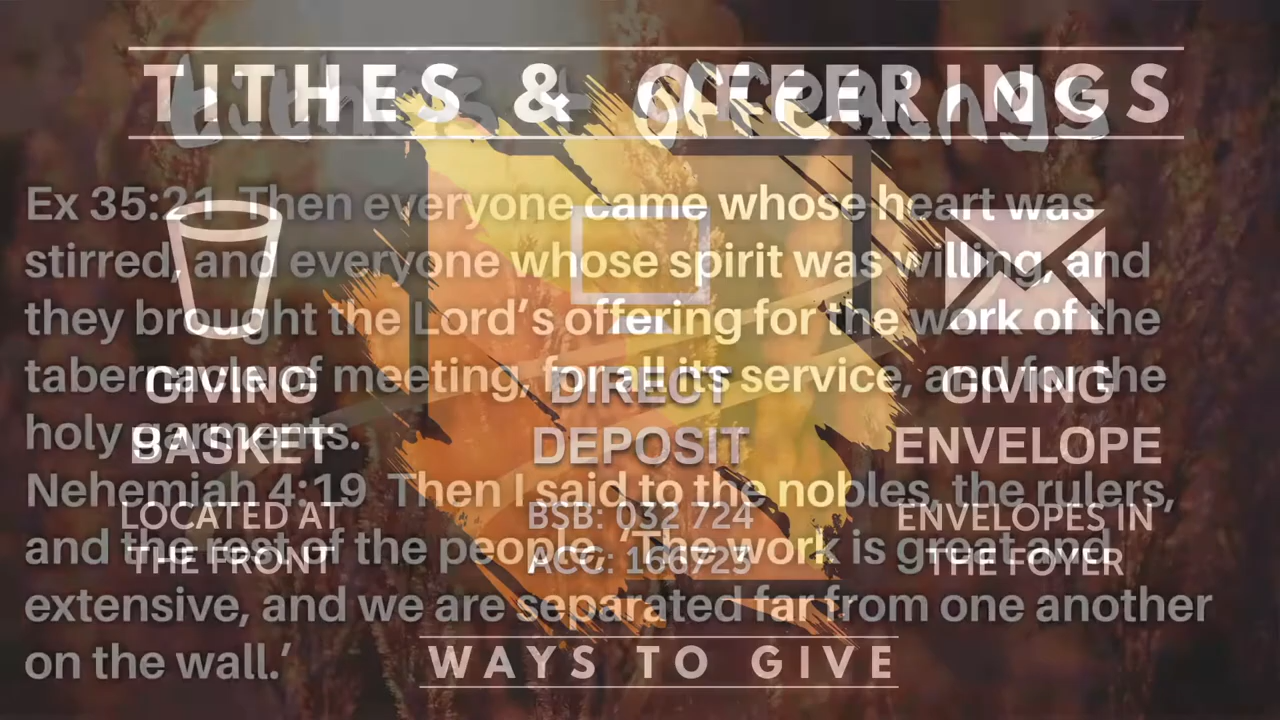 TITHES & OFFERINGS
tithes + offerings
Ex 35:21 Then everyone came whose heart was
stirred, and everyone whose spirit was willing, and
they brought the Lord’s offering for the work of the
tabernacle of meeting, for all its service, and for the
holy garments.
Nehemiah 4:19 Then I said to the nobles, the rulers,
and the rest of the people, ‘The work is great and
extensive, and we are separated far from one another
on the wall.’
GIVING
BASKET
LOCATED AT
THE FRONT
DIRECT
DEPOSIT
BSB: 032 724
ACC: 166723
GIVING
ENVELOPE
ENVELOPES IN
THE FOYER
WAYS TO GIVE